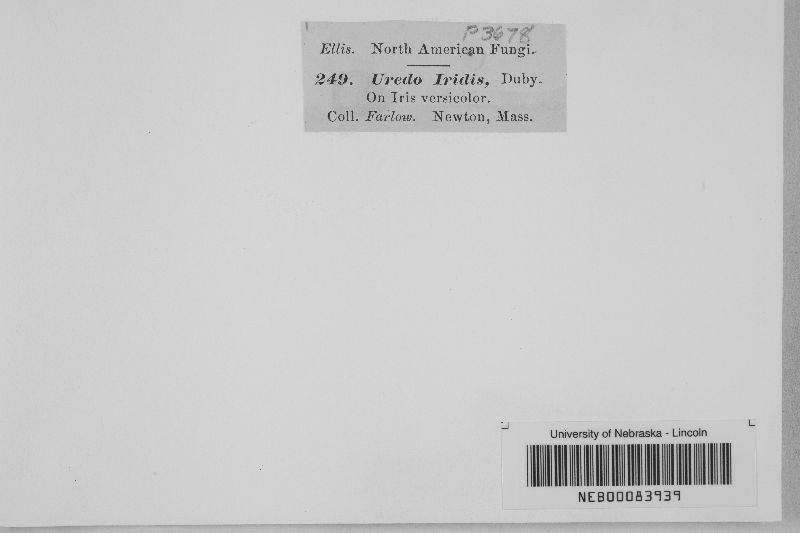 P3678
Ellis. North American Fungi.
249. Uredo Iridis, Duby.
On Iris versicolor.
Coll. Farlow. Newton, Mass.
University of Nebraska - Lincoln
NEB00083939